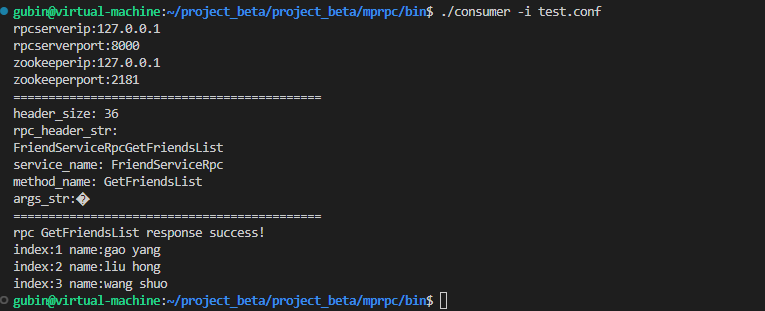 gubin@virtual-machine:~/project_beta/project_beta/mprpc/bin$ ./consumer -i test.conf
rpcserverip:127.0.0.1
rpcserverport:8000
zookeeperip:127.0.0.1
zookeeperport:2181
============================================
header_size: 36
rpc_header_str:
FriendServiceRpcGetFriendsList
service_name: FriendServiceRpc
method_name: GetFriendsList
args_str:�
============================================
rpc GetFriendsList response success!
index:1 name:gao yang
index:2 name:liu hong
index:3 name:wang shuo
gubin@virtual-machine:~/project_beta/project_beta/mprpc/bin$